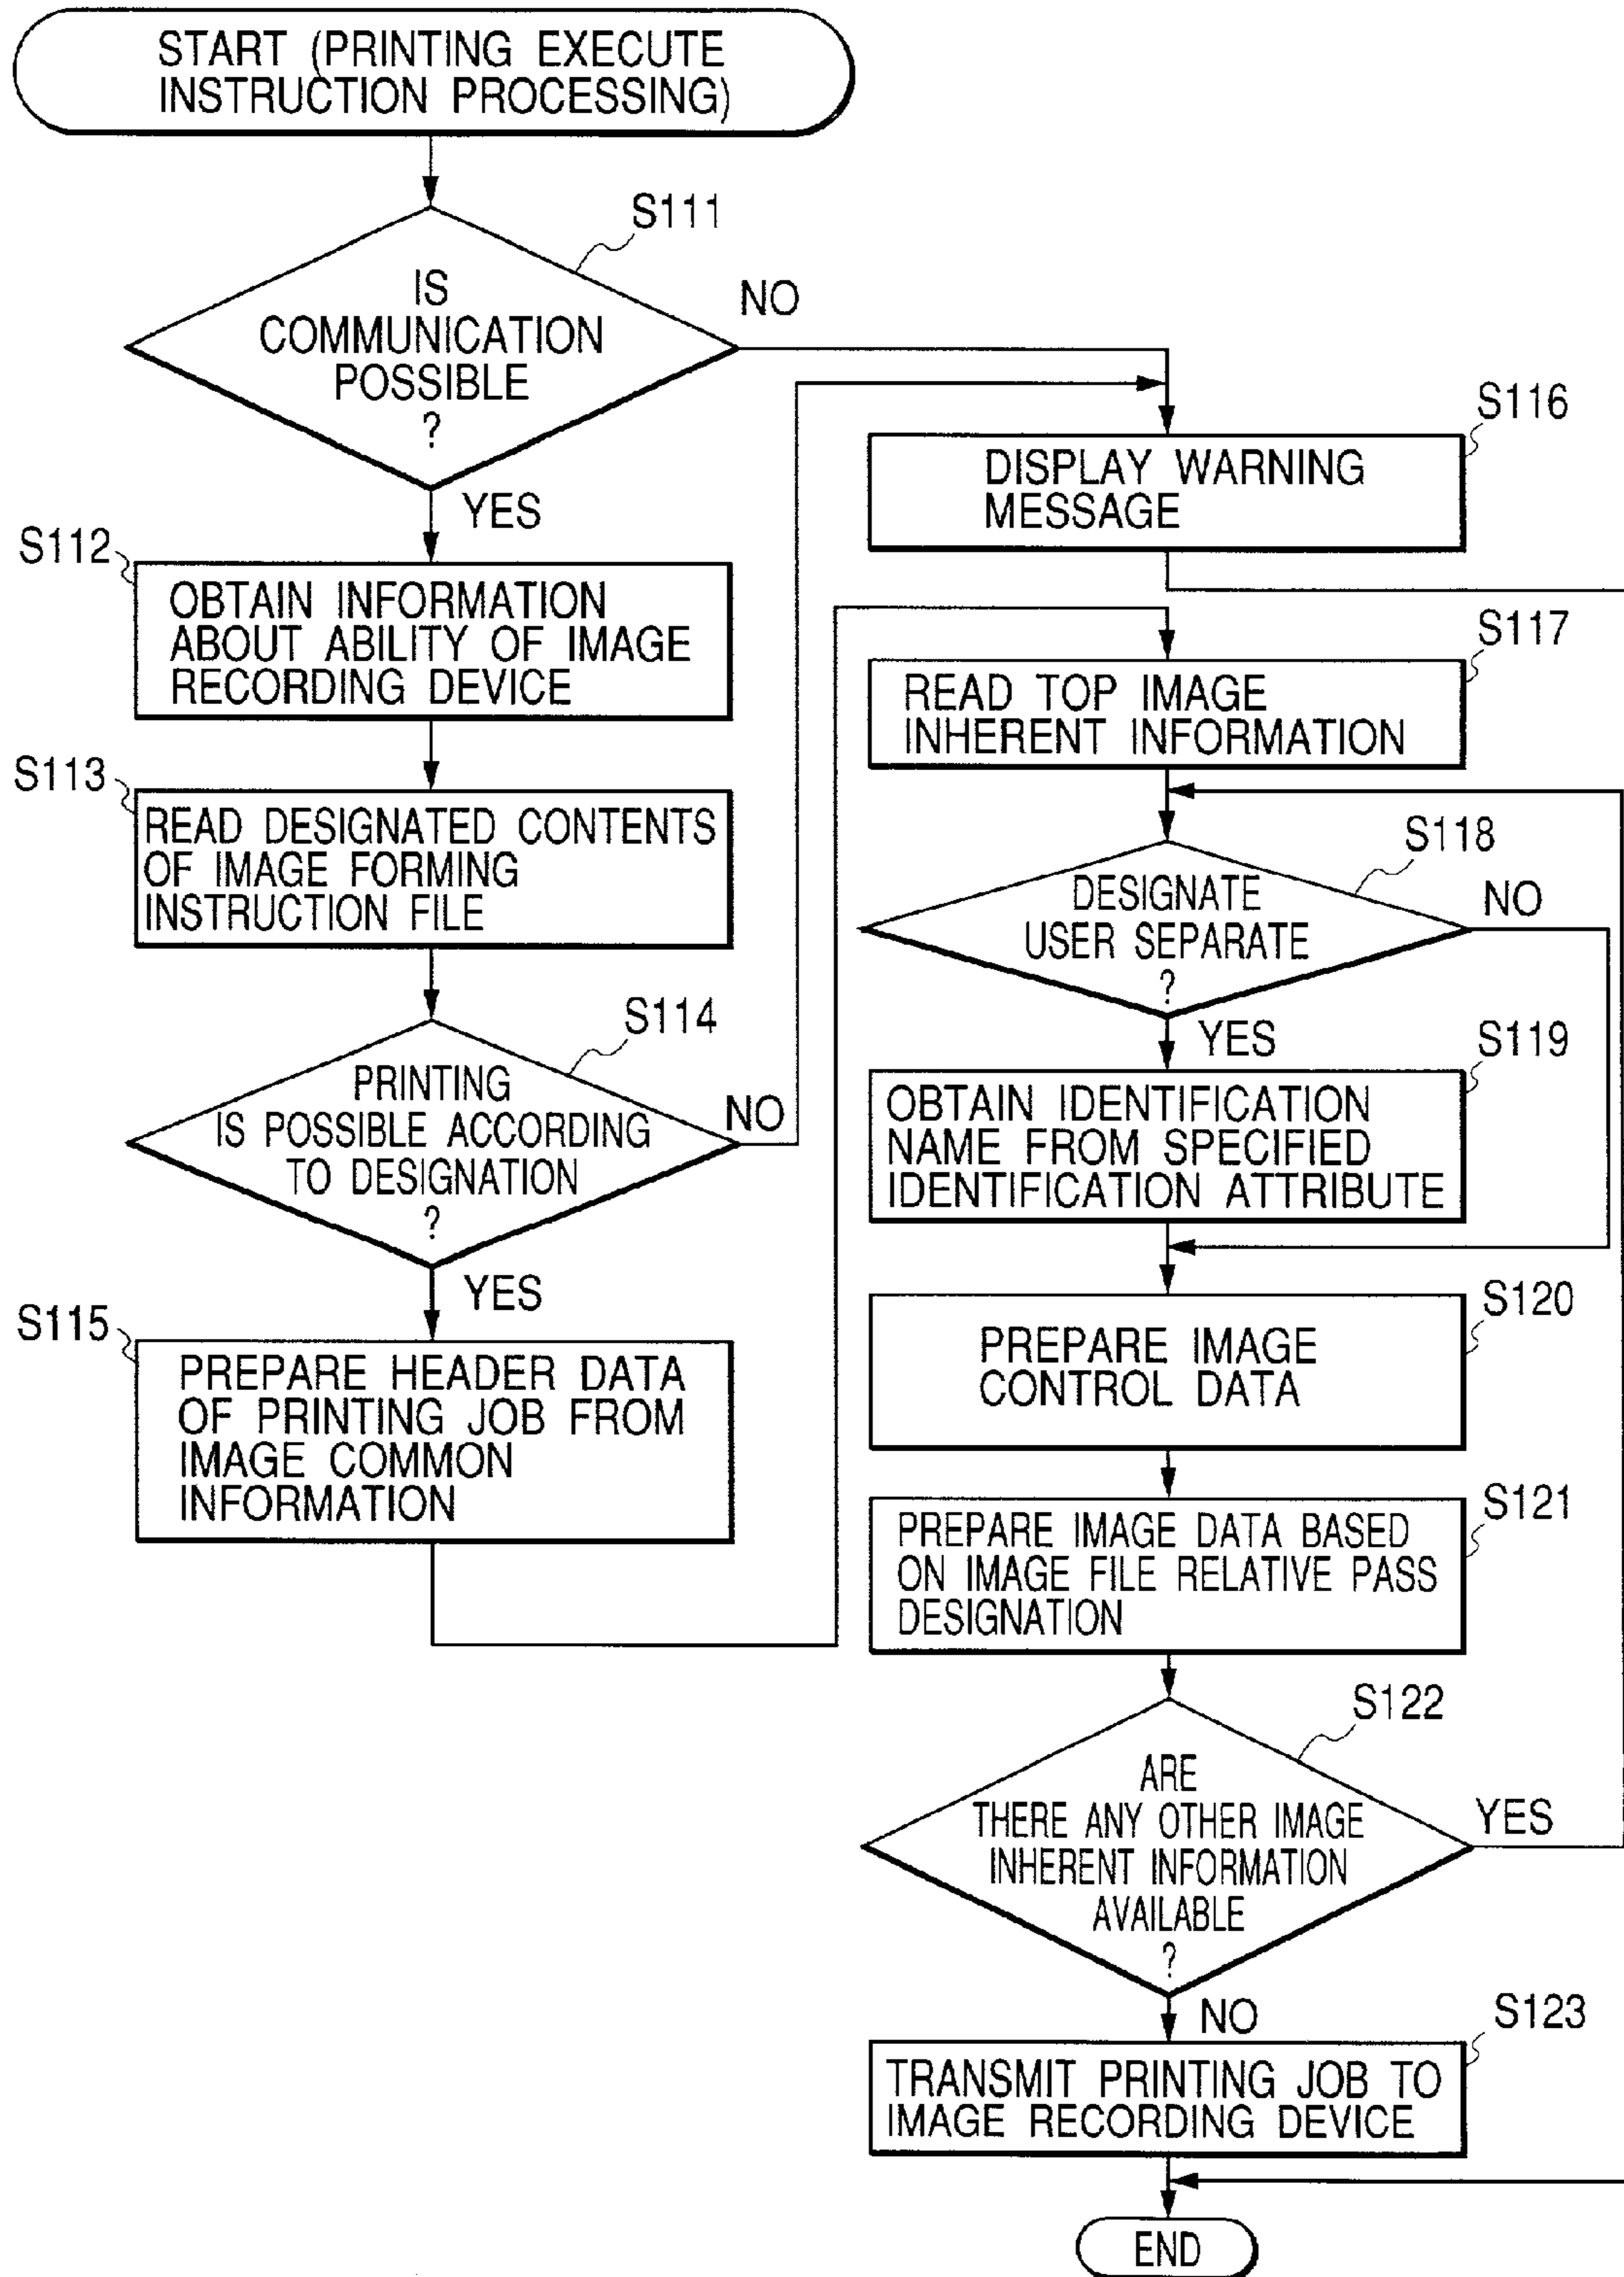 START (PRINTING EXECUTE
INSTRUCTION PROCESSING)
S111
IS
COMMUNICATION
POSSIBLE
?
NO
YES
S112
OBTAIN INFORMATION
ABOUT ABILITY OF IMAGE
RECORDING DEVICE
S113
READ DESIGNATED CONTENTS
OF IMAGE FORMING
INSTRUCTION FILE
S114
PRINTING
IS POSSIBLE ACCORDING
TO DESIGNATION
?
NO
YES
S115
PREPARE HEADER DATA
OF PRINTING JOB FROM
IMAGE COMMON
INFORMATION
S116
DISPLAY WARNING
MESSAGE
S117
READ TOP IMAGE
INHERENT INFORMATION
S118
DESIGNATE
USER SEPARATE
?
NO
YES
S119
OBTAIN IDENTIFICATION
NAME FROM SPECIFIED
IDENTIFICATION ATTRIBUTE
S120
PREPARE IMAGE
CONTROL DATA
S121
PREPARE IMAGE DATA BASED
ON IMAGE FILE RELATIVE PASS
DESIGNATION
S122
ARE
THERE ANY OTHER IMAGE
INHERENT INFORMATION
AVAILABLE
?
YES
NO
S123
TRANSMIT PRINTING JOB TO
IMAGE RECORDING DEVICE
END